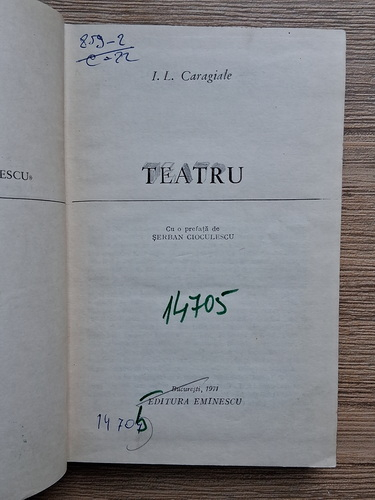 859-2
C-22
I. L. Caragiale
ESCU»
TEATRU
Cu o prefață de
ȘERBAN CIOCULESCU
14705
București, 1971
EDITURA EMINESCU
14705